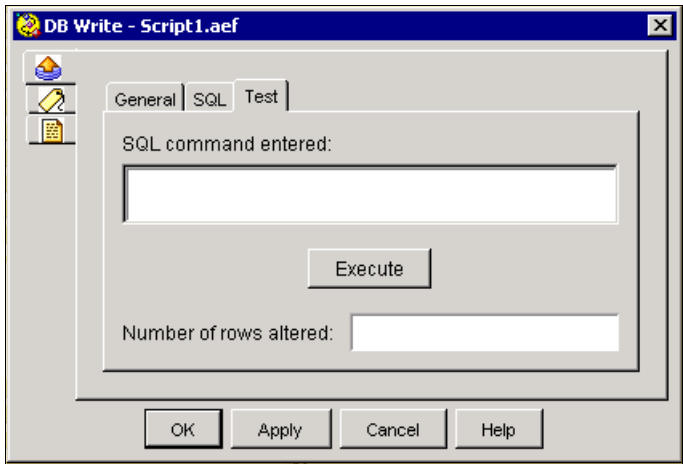 DB Write - Script1.aef
General SQL Test
SQL command entered:
Execute
Number of rows altered:
OK Apply Cancel Help